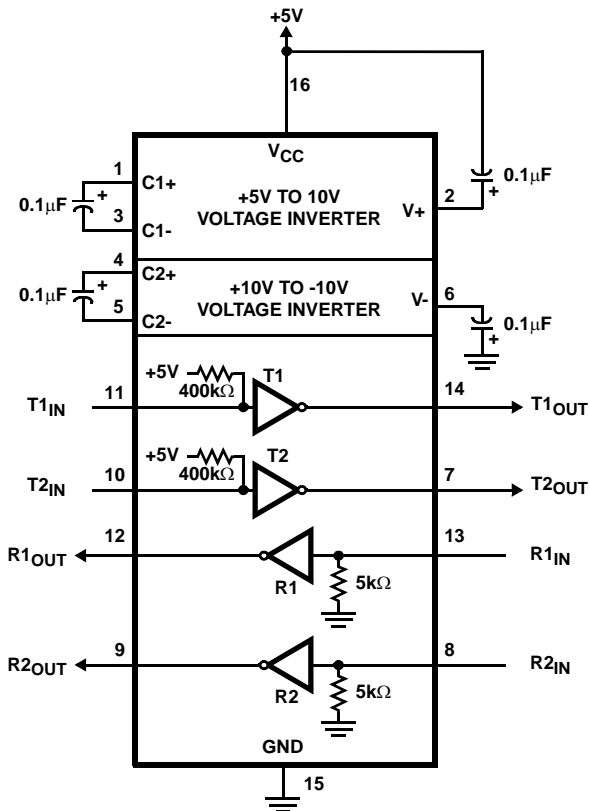 +5V
16
VCC
1
C1+
+
0.1μF
3
C1-
+5V TO 10V
VOLTAGE INVERTER
V+
2
+
0.1μF
4
C2+
+
0.1μF
5
C2-
+10V TO -10V
VOLTAGE INVERTER
V-
6
+
0.1μF
+5V
400kΩ
T1
T1IN
11
14
T1OUT
+5V
400kΩ
T2
T2IN
10
7
T2OUT
R1OUT
12
13
R1IN
R1
5kΩ
R2OUT
9
8
R2IN
R2
5kΩ
GND
15